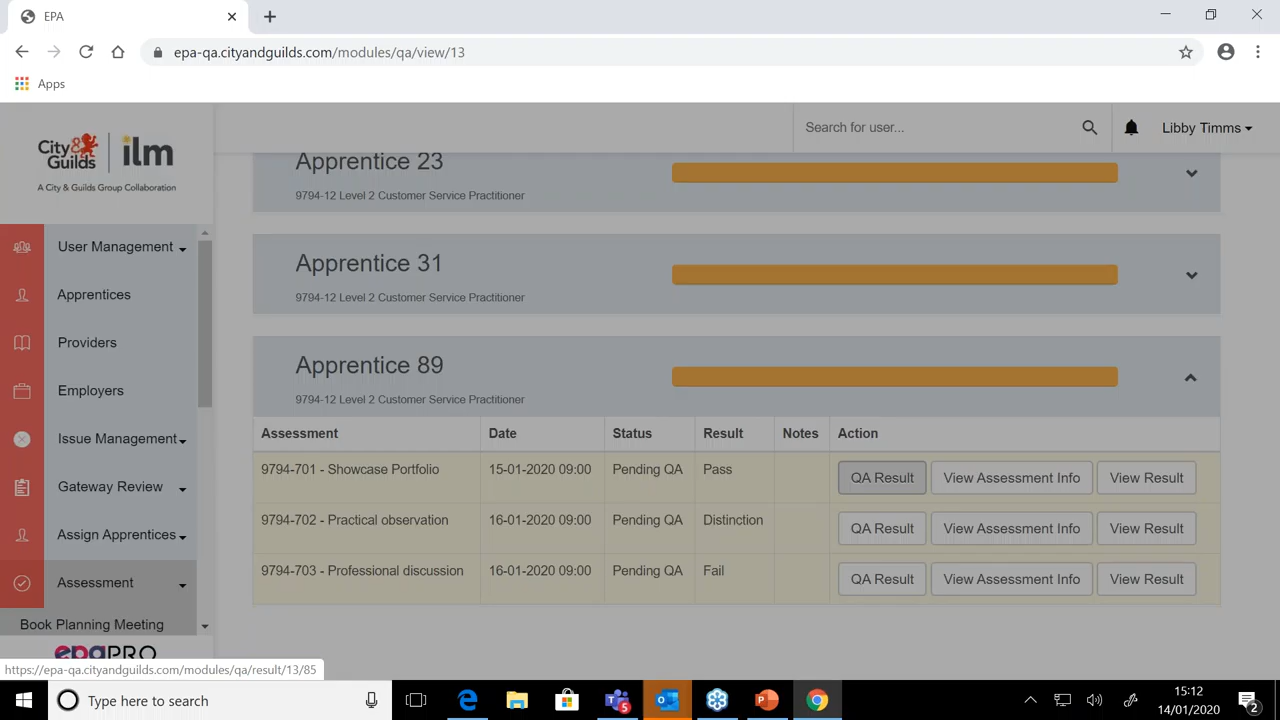 EPA
epa-qa.cityandguilds.com/modules/qa/view/13
Apps
City & Guilds ilm
A City & Guilds Group Collaboration
Search for user...
Libby Timms
User Management
Apprentices
Providers
Employers
Issue Management
Gateway Review
Assign Apprentices
Assessment
Book Planning Meeting
epaPRO
Apprentice 23
9794-12 Level 2 Customer Service Practitioner
Apprentice 31
9794-12 Level 2 Customer Service Practitioner
Apprentice 89
9794-12 Level 2 Customer Service Practitioner
Assessment Date Status Result Notes Action
9794-701 - Showcase Portfolio 15-01-2020 09:00 Pending QA Pass QA Result View Assessment Info View Result
9794-702 - Practical observation 16-01-2020 09:00 Pending QA Distinction QA Result View Assessment Info View Result
9794-703 - Professional discussion 16-01-2020 09:00 Pending QA Fail QA Result View Assessment Info View Result
https://epa-qa.cityandguilds.com/modules/qa/result/13/85
Type here to search
5
15:12
14/01/2020
2